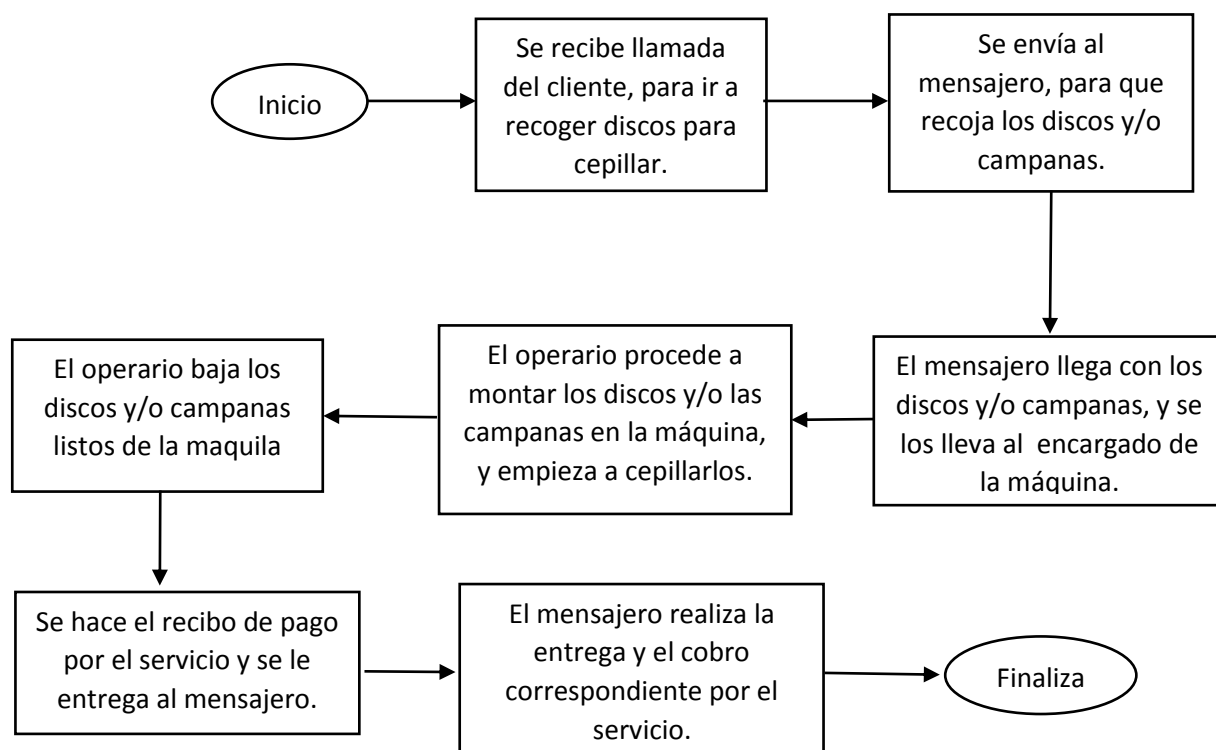 Inicio
Se recibe llamada
del cliente, para ir a
recoger discos para
cepillar.
Se envía al
mensajero, para que
recoja los discos y/o
campanas.
El mensajero llega con los
discos y/o campanas, y se
los lleva al encargado de
la máquina.
El operario procede a
montar los discos y/o las
campanas en la máquina,
y empieza a cepillarlos.
El operario baja los
discos y/o campanas
listos de la maquila
Se hace el recibo de pago
por el servicio y se le
entrega al mensajero.
El mensajero realiza la
entrega y el cobro
correspondiente por el
servicio.
Finaliza